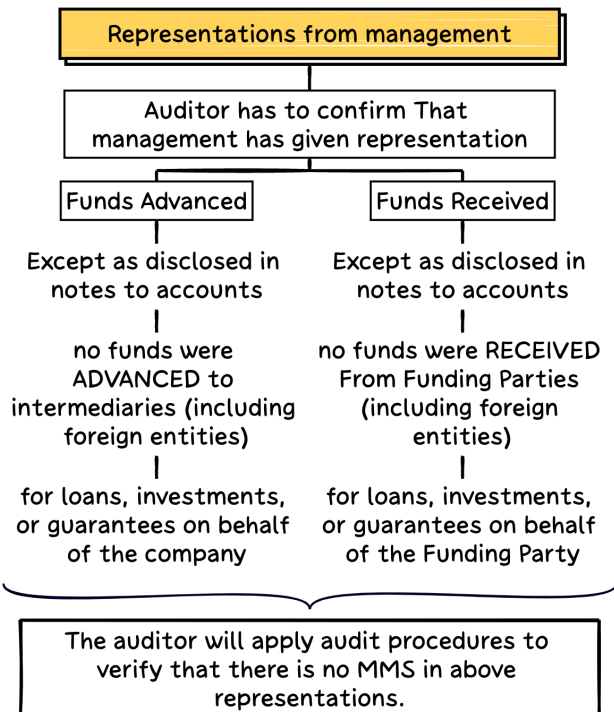 Representations from management
Auditor has to confirm That
management has given representation
Funds Advanced
Except as disclosed in
notes to accounts
no funds were
ADVANCED to
intermediaries (including
foreign entities)
for loans, investments,
or guarantees on behalf
of the company
Funds Received
Except as disclosed in
notes to accounts
no funds were RECEIVED
From Funding Parties
(including foreign
entities)
for loans, investments,
or guarantees on behalf
of the Funding Party
The auditor will apply audit procedures to
verify that there is no MMS in above
representations.